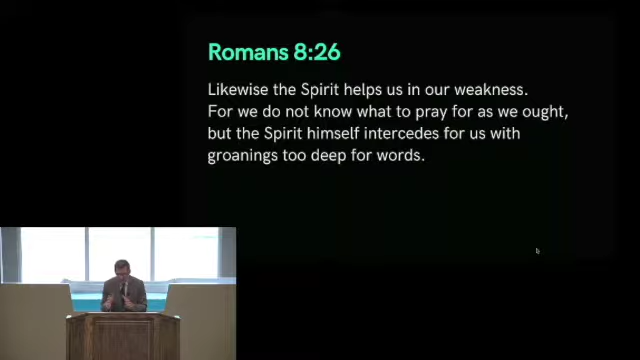 Romans 8:26
Likewise the Spirit helps us in our weakness.
For we do not know what to pray for as we ought,
but the Spirit himself intercedes for us with
groanings too deep for words.